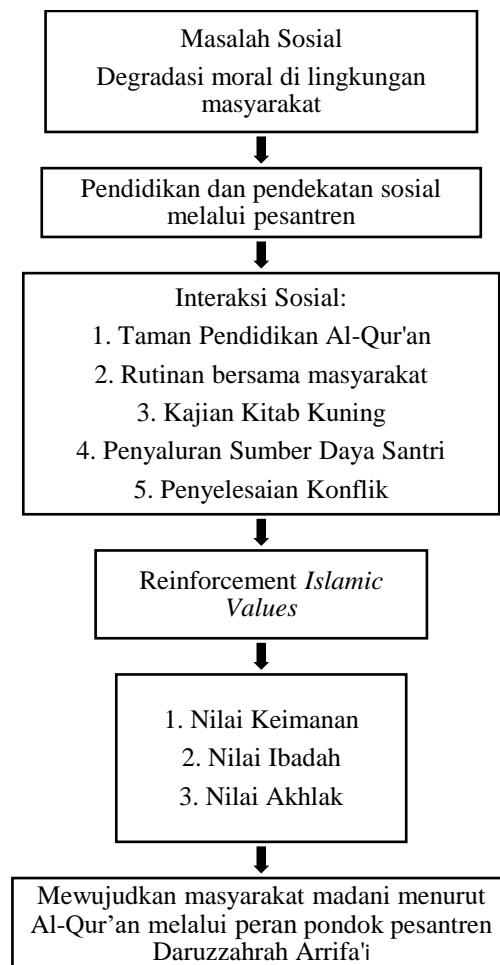 Masalah Sosial
Degradasi moral di lingkungan
masyarakat
Pendidikan dan pendekatan sosial
melalui pesantren
Interaksi Sosial:
1. Taman Pendidikan Al-Qur'an
2. Rutinan bersama masyarakat
3. Kajian Kitab Kuning
4. Penyaluran Sumber Daya Santri
5. Penyelesaian Konflik
Reinforcement Islamic
Values
1. Nilai Keimanan
2. Nilai Ibadah
3. Nilai Akhlak
Mewujudkan masyarakat madani menurut
Al-Qur’an melalui peran pondok pesantren
Daruzzahrah Arrifa'i